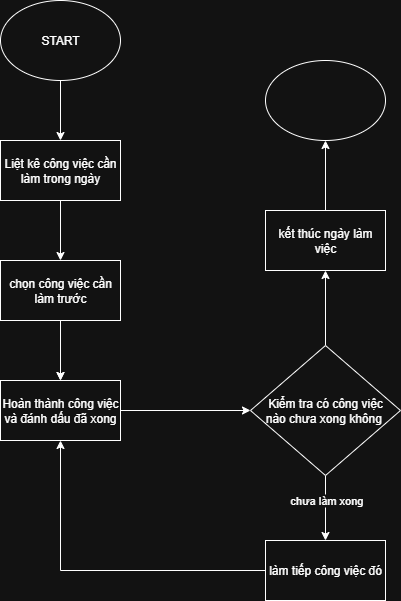 START
Liệt kê công việc cần
làm trong ngày
chọn công việc cần
làm trước
Hoàn thành công việc
và đánh dấu đã xong
Kiểm tra có công việc
nào chưa xong không
kết thúc ngày làm
việc
chưa làm xong
làm tiếp công việc đó